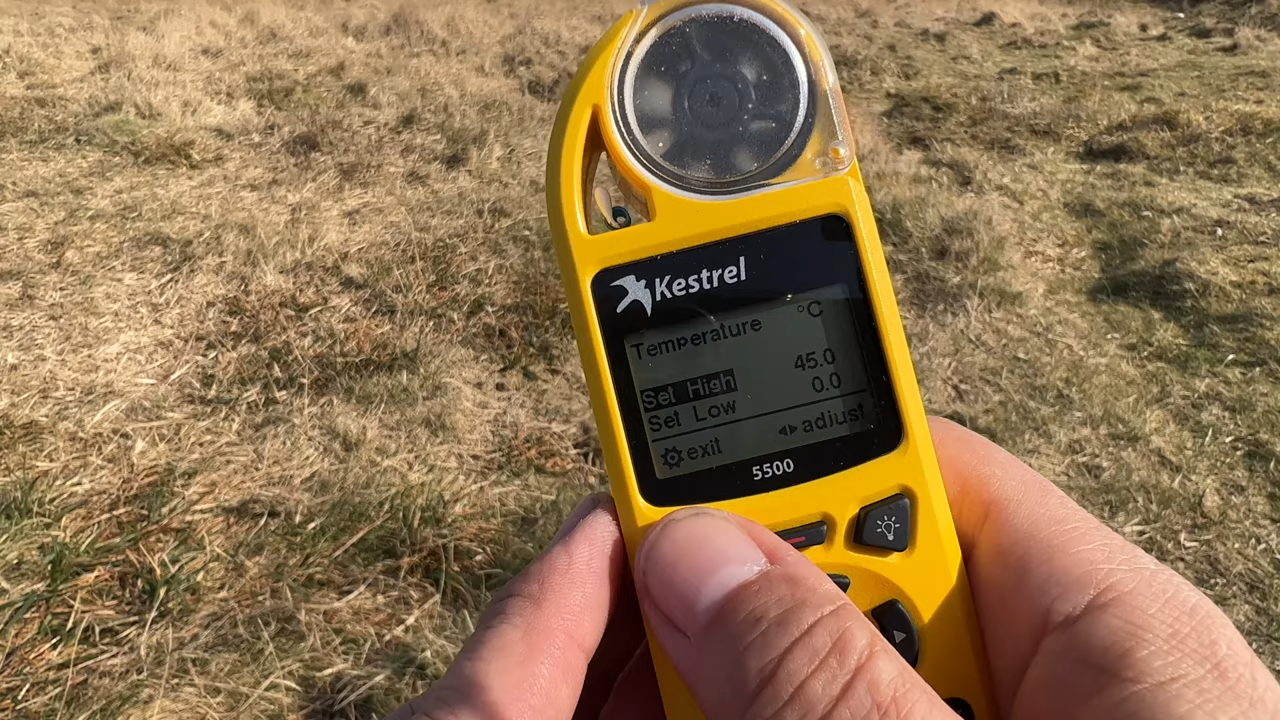 Kestrel
Temperature °C
Set High 45.0
Set Low 0.0
exit ◂▸adjust
5500